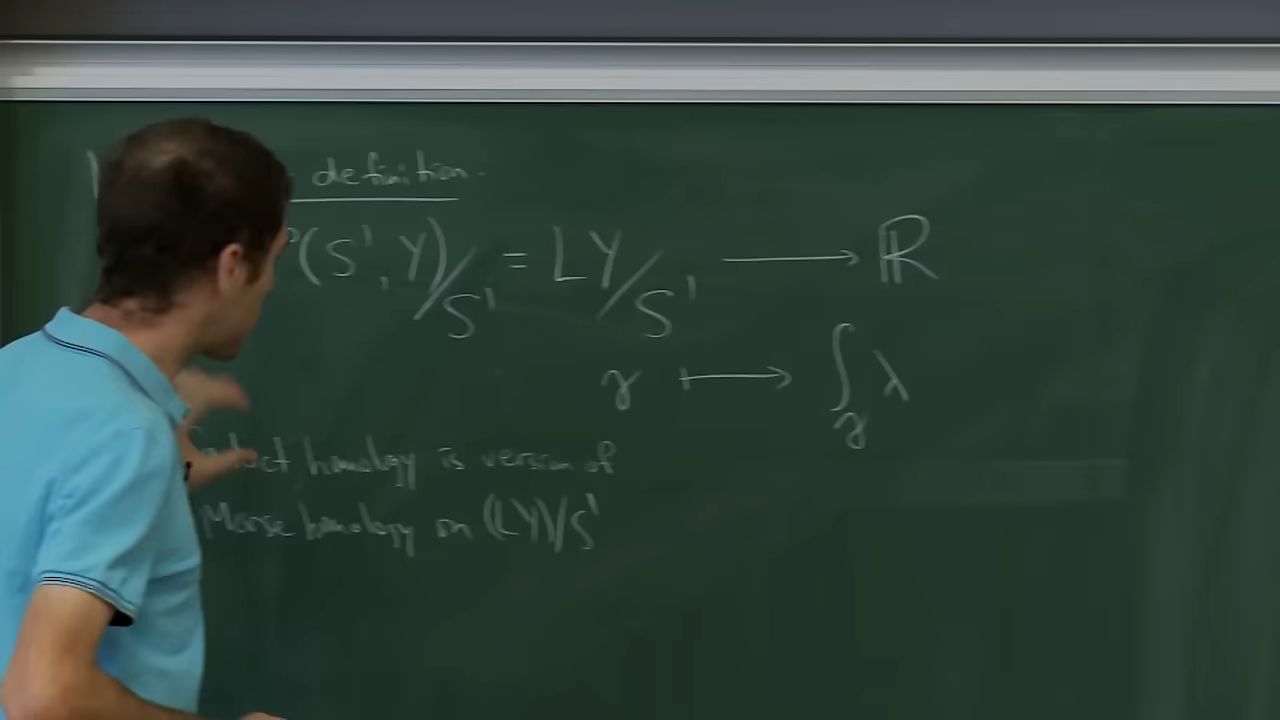 definition.
(S¹, Y)/S¹ = LY/S¹ ⟶ ℝ
γ ⟼ ∫_γ λ
homology is version of
Morse homology on (LY)/S¹